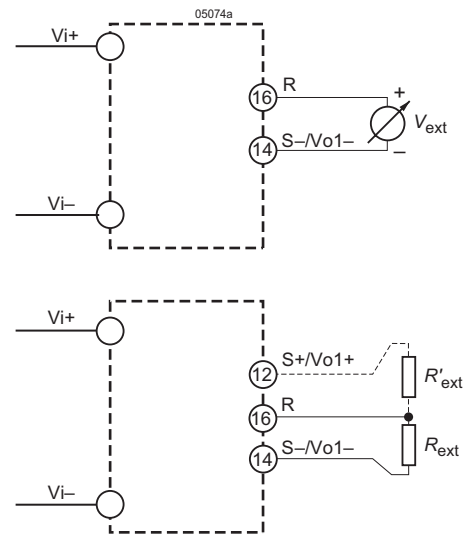 05074a
Vi+
16
R
+
Vext
14
S–/Vo1–
–
Vi–
Vi+
12
S+/Vo1+
R'ext
16
R
14
S–/Vo1–
Rext
Vi–